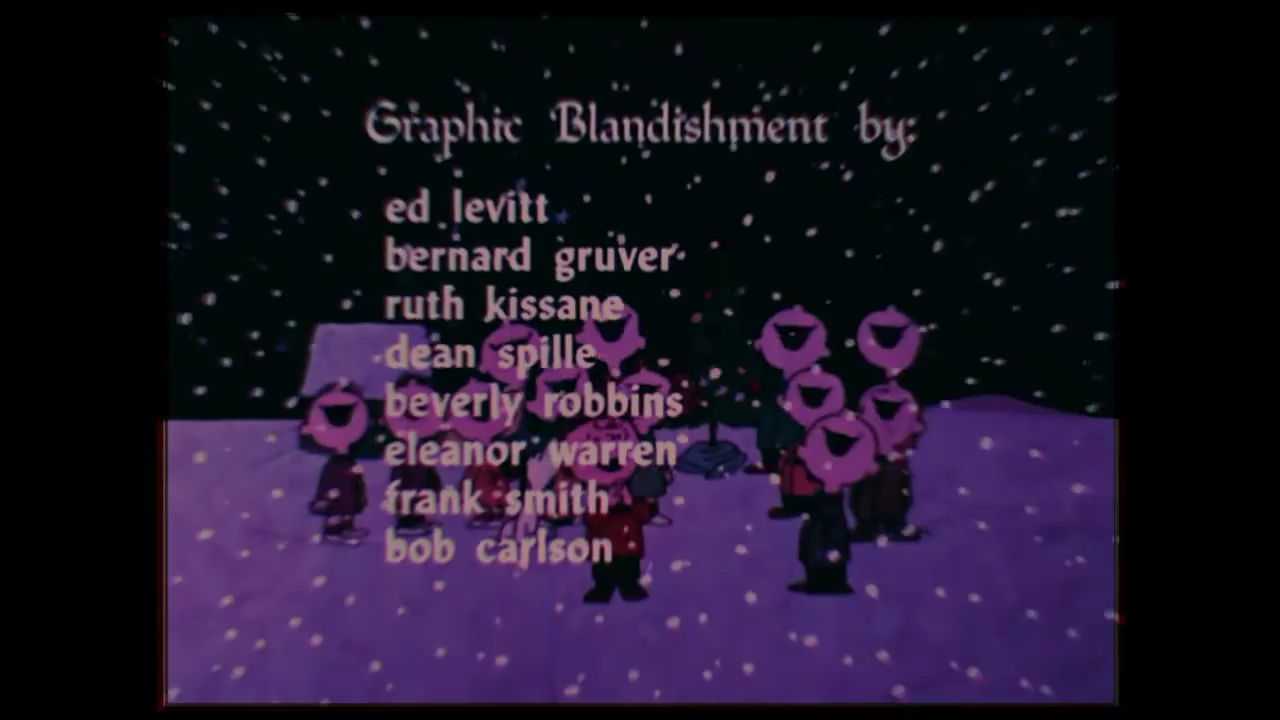 Graphic Blandishment by:
ed levitt
bernard gruver
ruth kissane
dean spille
beverly robbins
eleanor warren
frank smith
bob carlson